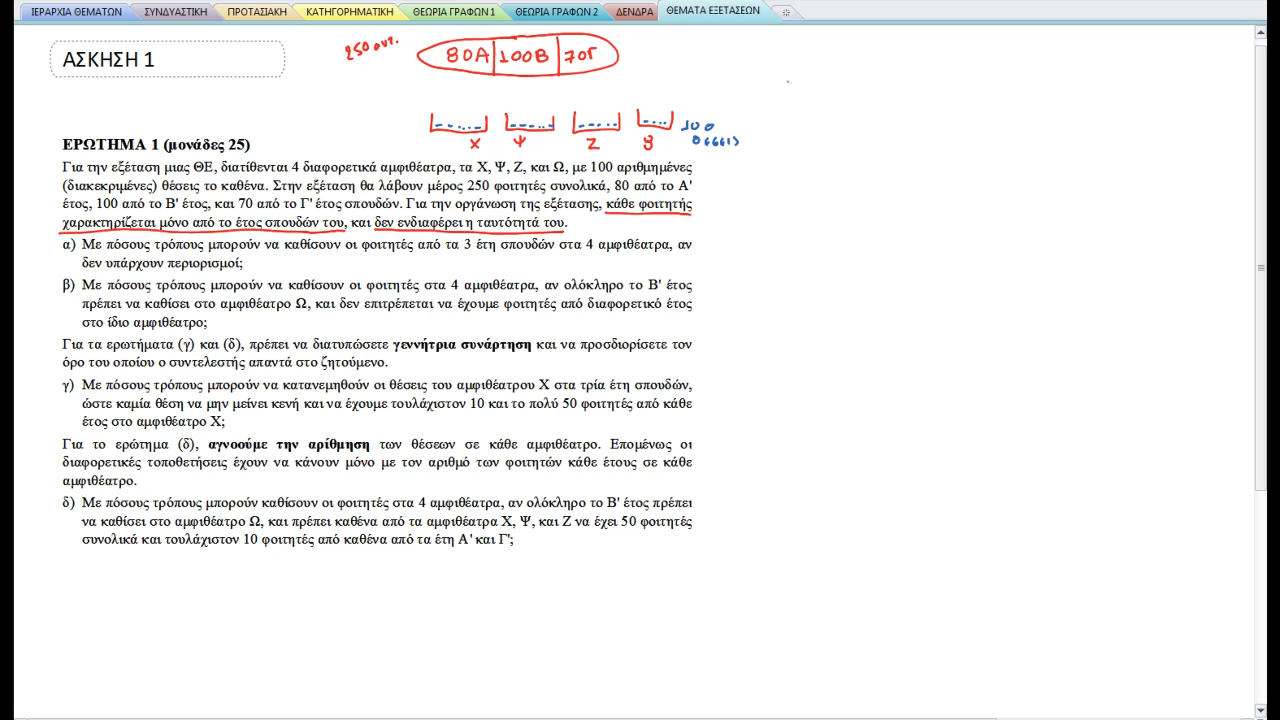 ΙΕΡΑΡΧΙΑ ΘΕΜΑΤΩΝ ΣΥΝΔΥΑΣΤΙΚΗ ΠΡΟΤΑΣΙΑΚΗ ΚΑΤΗΓΟΡΗΜΑΤΙΚΗ ΘΕΩΡΙΑ ΓΡΑΦΩΝ 1 ΘΕΩΡΙΑ ΓΡΑΦΩΝ 2 ΔΕΝΔΡΑ ΘΕΜΑΤΑ ΕΞΕΤΑΣΕΩΝ
ΑΣΚΗΣΗ 1
250 αντ. 80Α 100Β 70Γ
Χ Ψ Ζ 100
ΕΡΩΤΗΜΑ 1 (μονάδες 25)
Για την εξέταση μιας ΘΕ, διατίθενται 4 διαφορετικά αμφιθέατρα, τα Χ, Ψ, Ζ, και Ω, με 100 αριθμημένες
(διακεκριμένες) θέσεις το καθένα. Στην εξέταση θα λάβουν μέρος 250 φοιτητές συνολικά, 80 από το Α'
έτος, 100 από το Β' έτος, και 70 από το Γ' έτος σπουδών. Για την οργάνωση της εξέτασης, κάθε φοιτητής
χαρακτηρίζεται μόνο από το έτος σπουδών του, και δεν ενδιαφέρει η ταυτότητά του.
α) Με πόσους τρόπους μπορούν να καθίσουν οι φοιτητές από τα 3 έτη σπουδών στα 4 αμφιθέατρα, αν
δεν υπάρχουν περιορισμοί;
β) Με πόσους τρόπους μπορούν να καθίσουν οι φοιτητές στα 4 αμφιθέατρα, αν ολόκληρο το Β' έτος
πρέπει να καθίσει στο αμφιθέατρο Ω, και δεν επιτρέπεται να έχουμε φοιτητές από διαφορετικό έτος
στο ίδιο αμφιθέατρο;
Για τα ερωτήματα (γ) και (δ), πρέπει να διατυπώσετε γεννήτρια συνάρτηση και να προσδιορίσετε τον
όρο του οποίου ο συντελεστής απαντά στο ζητούμενο.
γ) Με πόσους τρόπους μπορούν να κατανεμηθούν οι θέσεις του αμφιθέατρου Χ στα τρία έτη σπουδών,
ώστε καμία θέση να μην μείνει κενή και να έχουμε τουλάχιστον 10 και το πολύ 50 φοιτητές από κάθε
έτος στο αμφιθέατρο Χ;
Για το ερώτημα (δ), αγνοούμε την αρίθμηση των θέσεων σε κάθε αμφιθέατρο. Επομένως οι
διαφορετικές τοποθετήσεις έχουν να κάνουν μόνο με τον αριθμό των φοιτητών κάθε έτους σε κάθε
αμφιθέατρο.
δ) Με πόσους τρόπους μπορούν καθίσουν οι φοιτητές στα 4 αμφιθέατρα, αν ολόκληρο το Β' έτος πρέπει
να καθίσει στο αμφιθέατρο Ω, και πρέπει καθένα από τα αμφιθέατρα Χ, Ψ, και Ζ να έχει 50 φοιτητές
συνολικά και τουλάχιστον 10 φοιτητές από καθένα από τα έτη Α' και Γ';